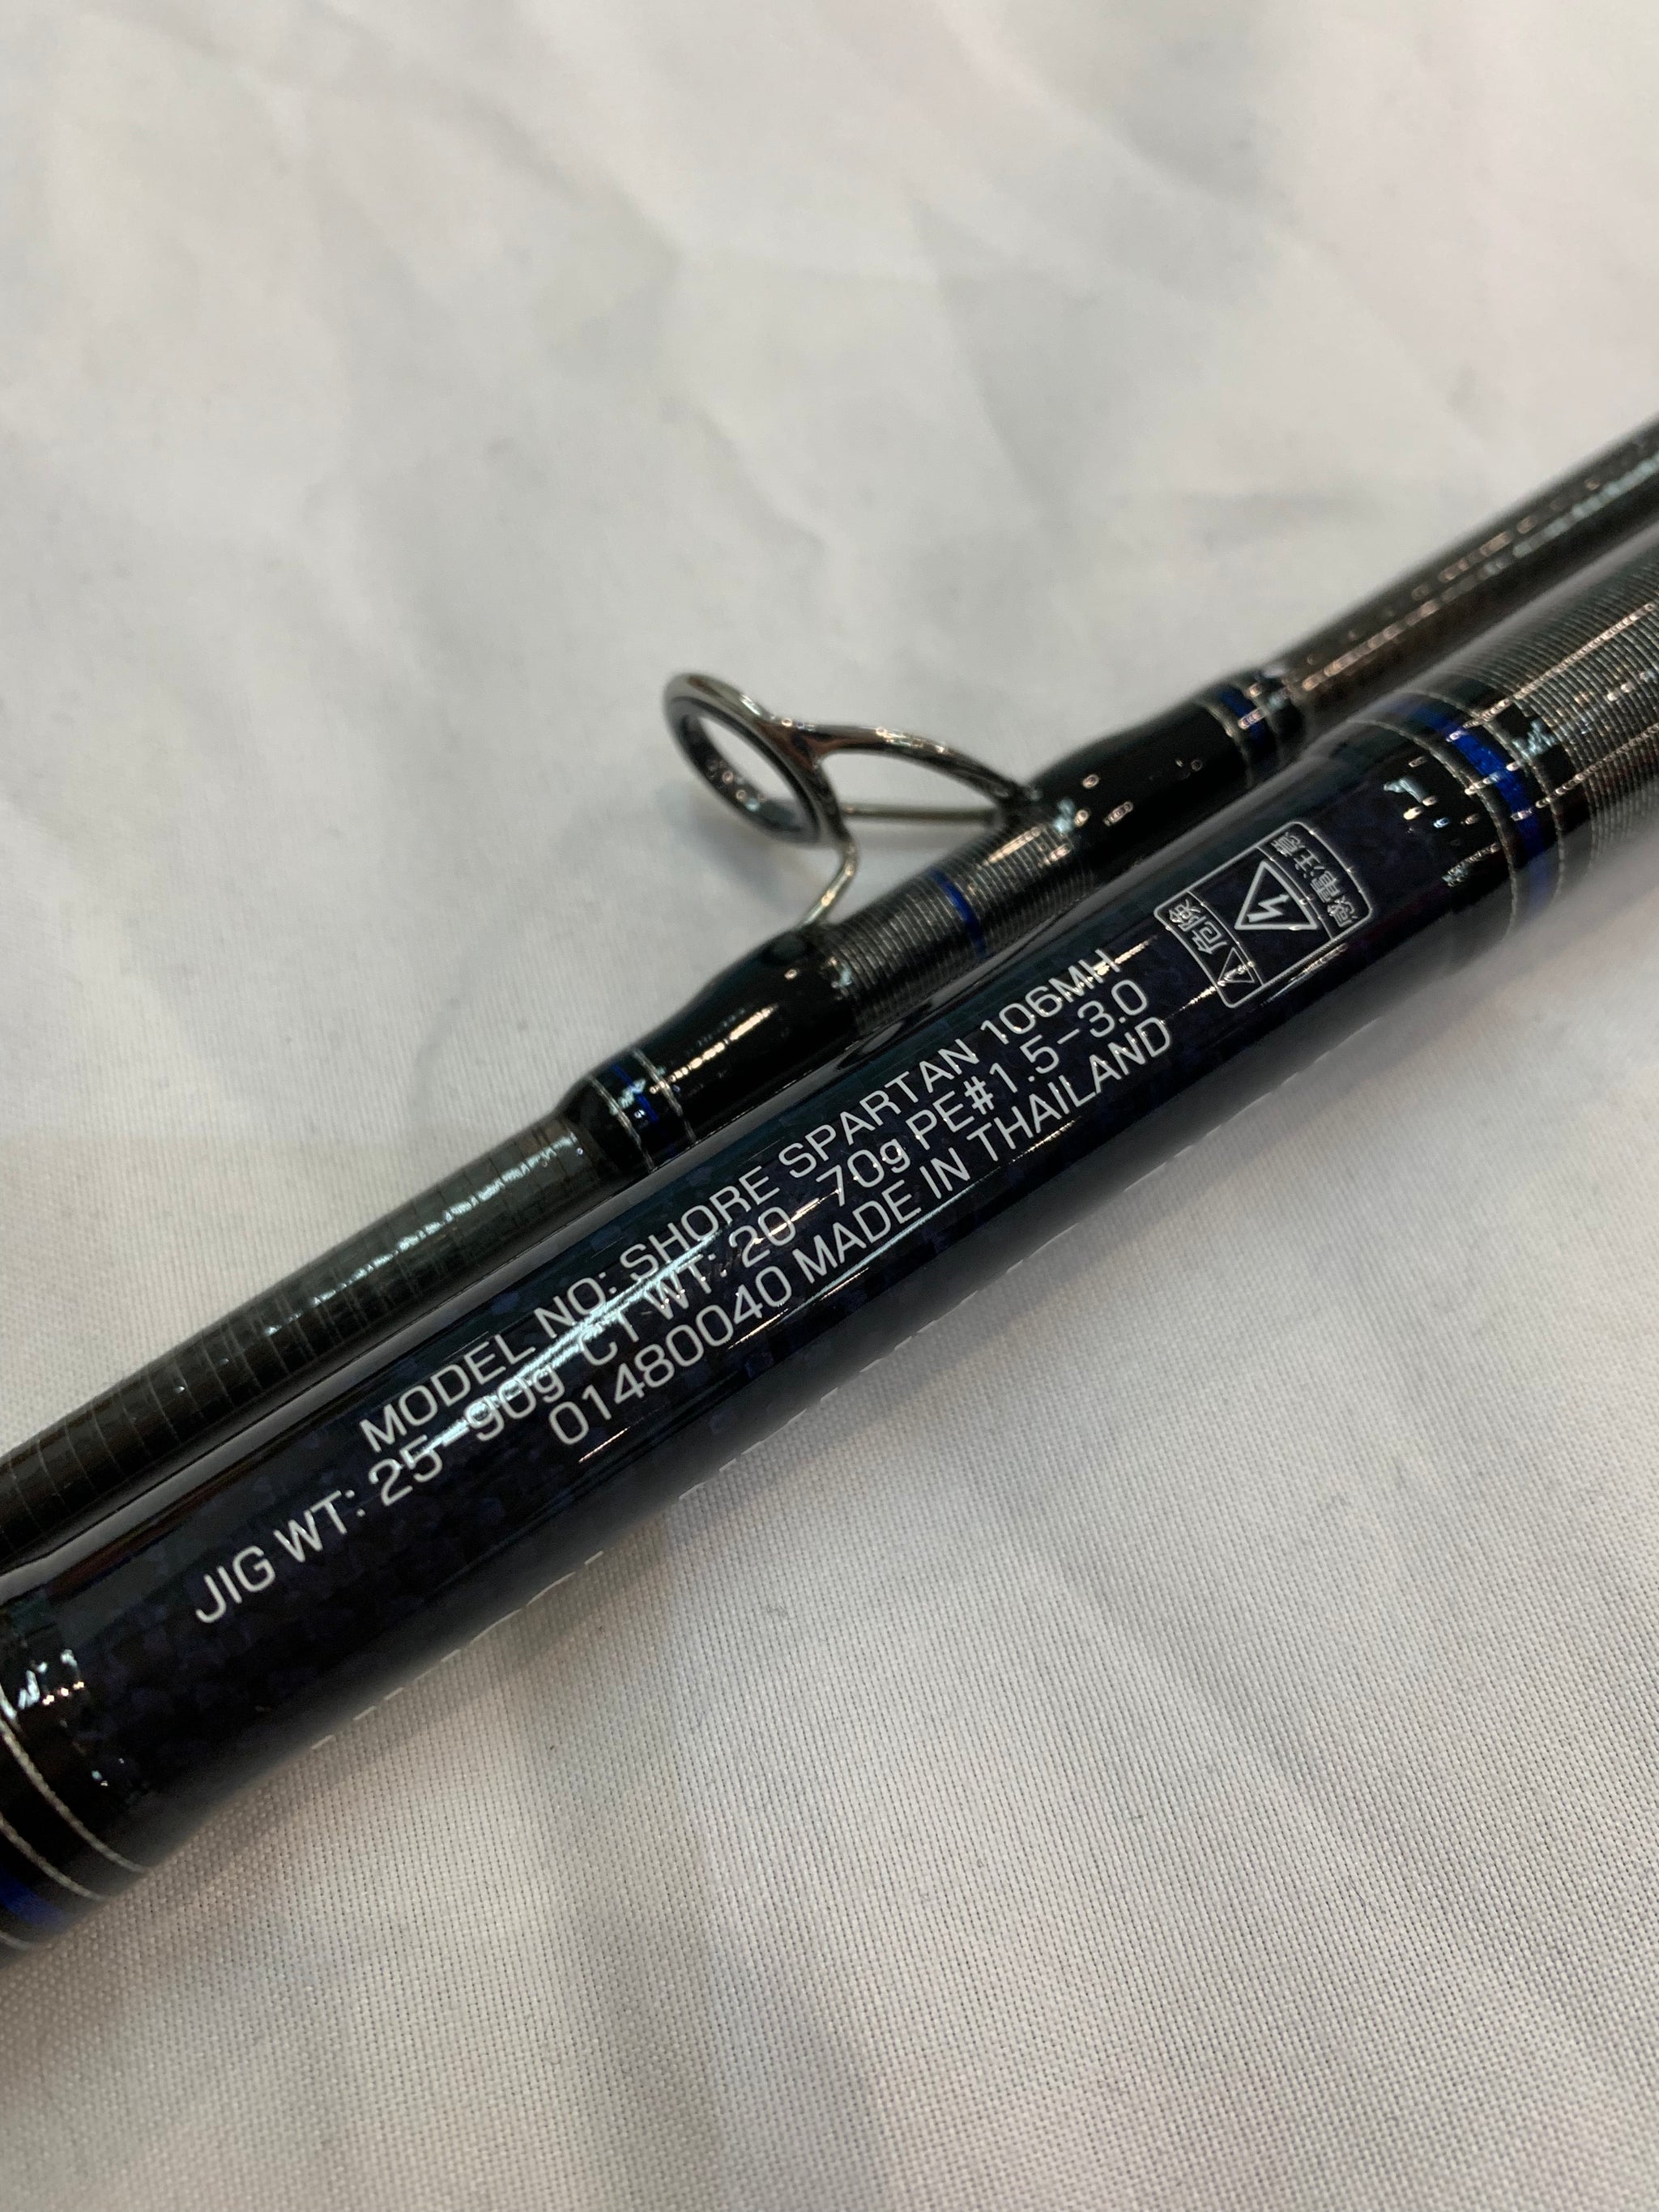 MODEL NO: SHORE SPARTAN 106MH
JIG WT: 25-90g CT WT: 20-70g PE#1.5-3.0
01480040 MADE IN THAILAND
危険
感電注意